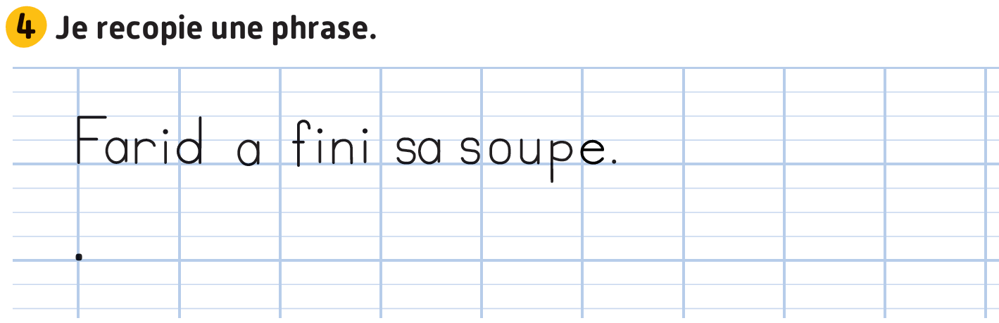 4 Je recopie une phrase.
Farid a fini sa soupe.